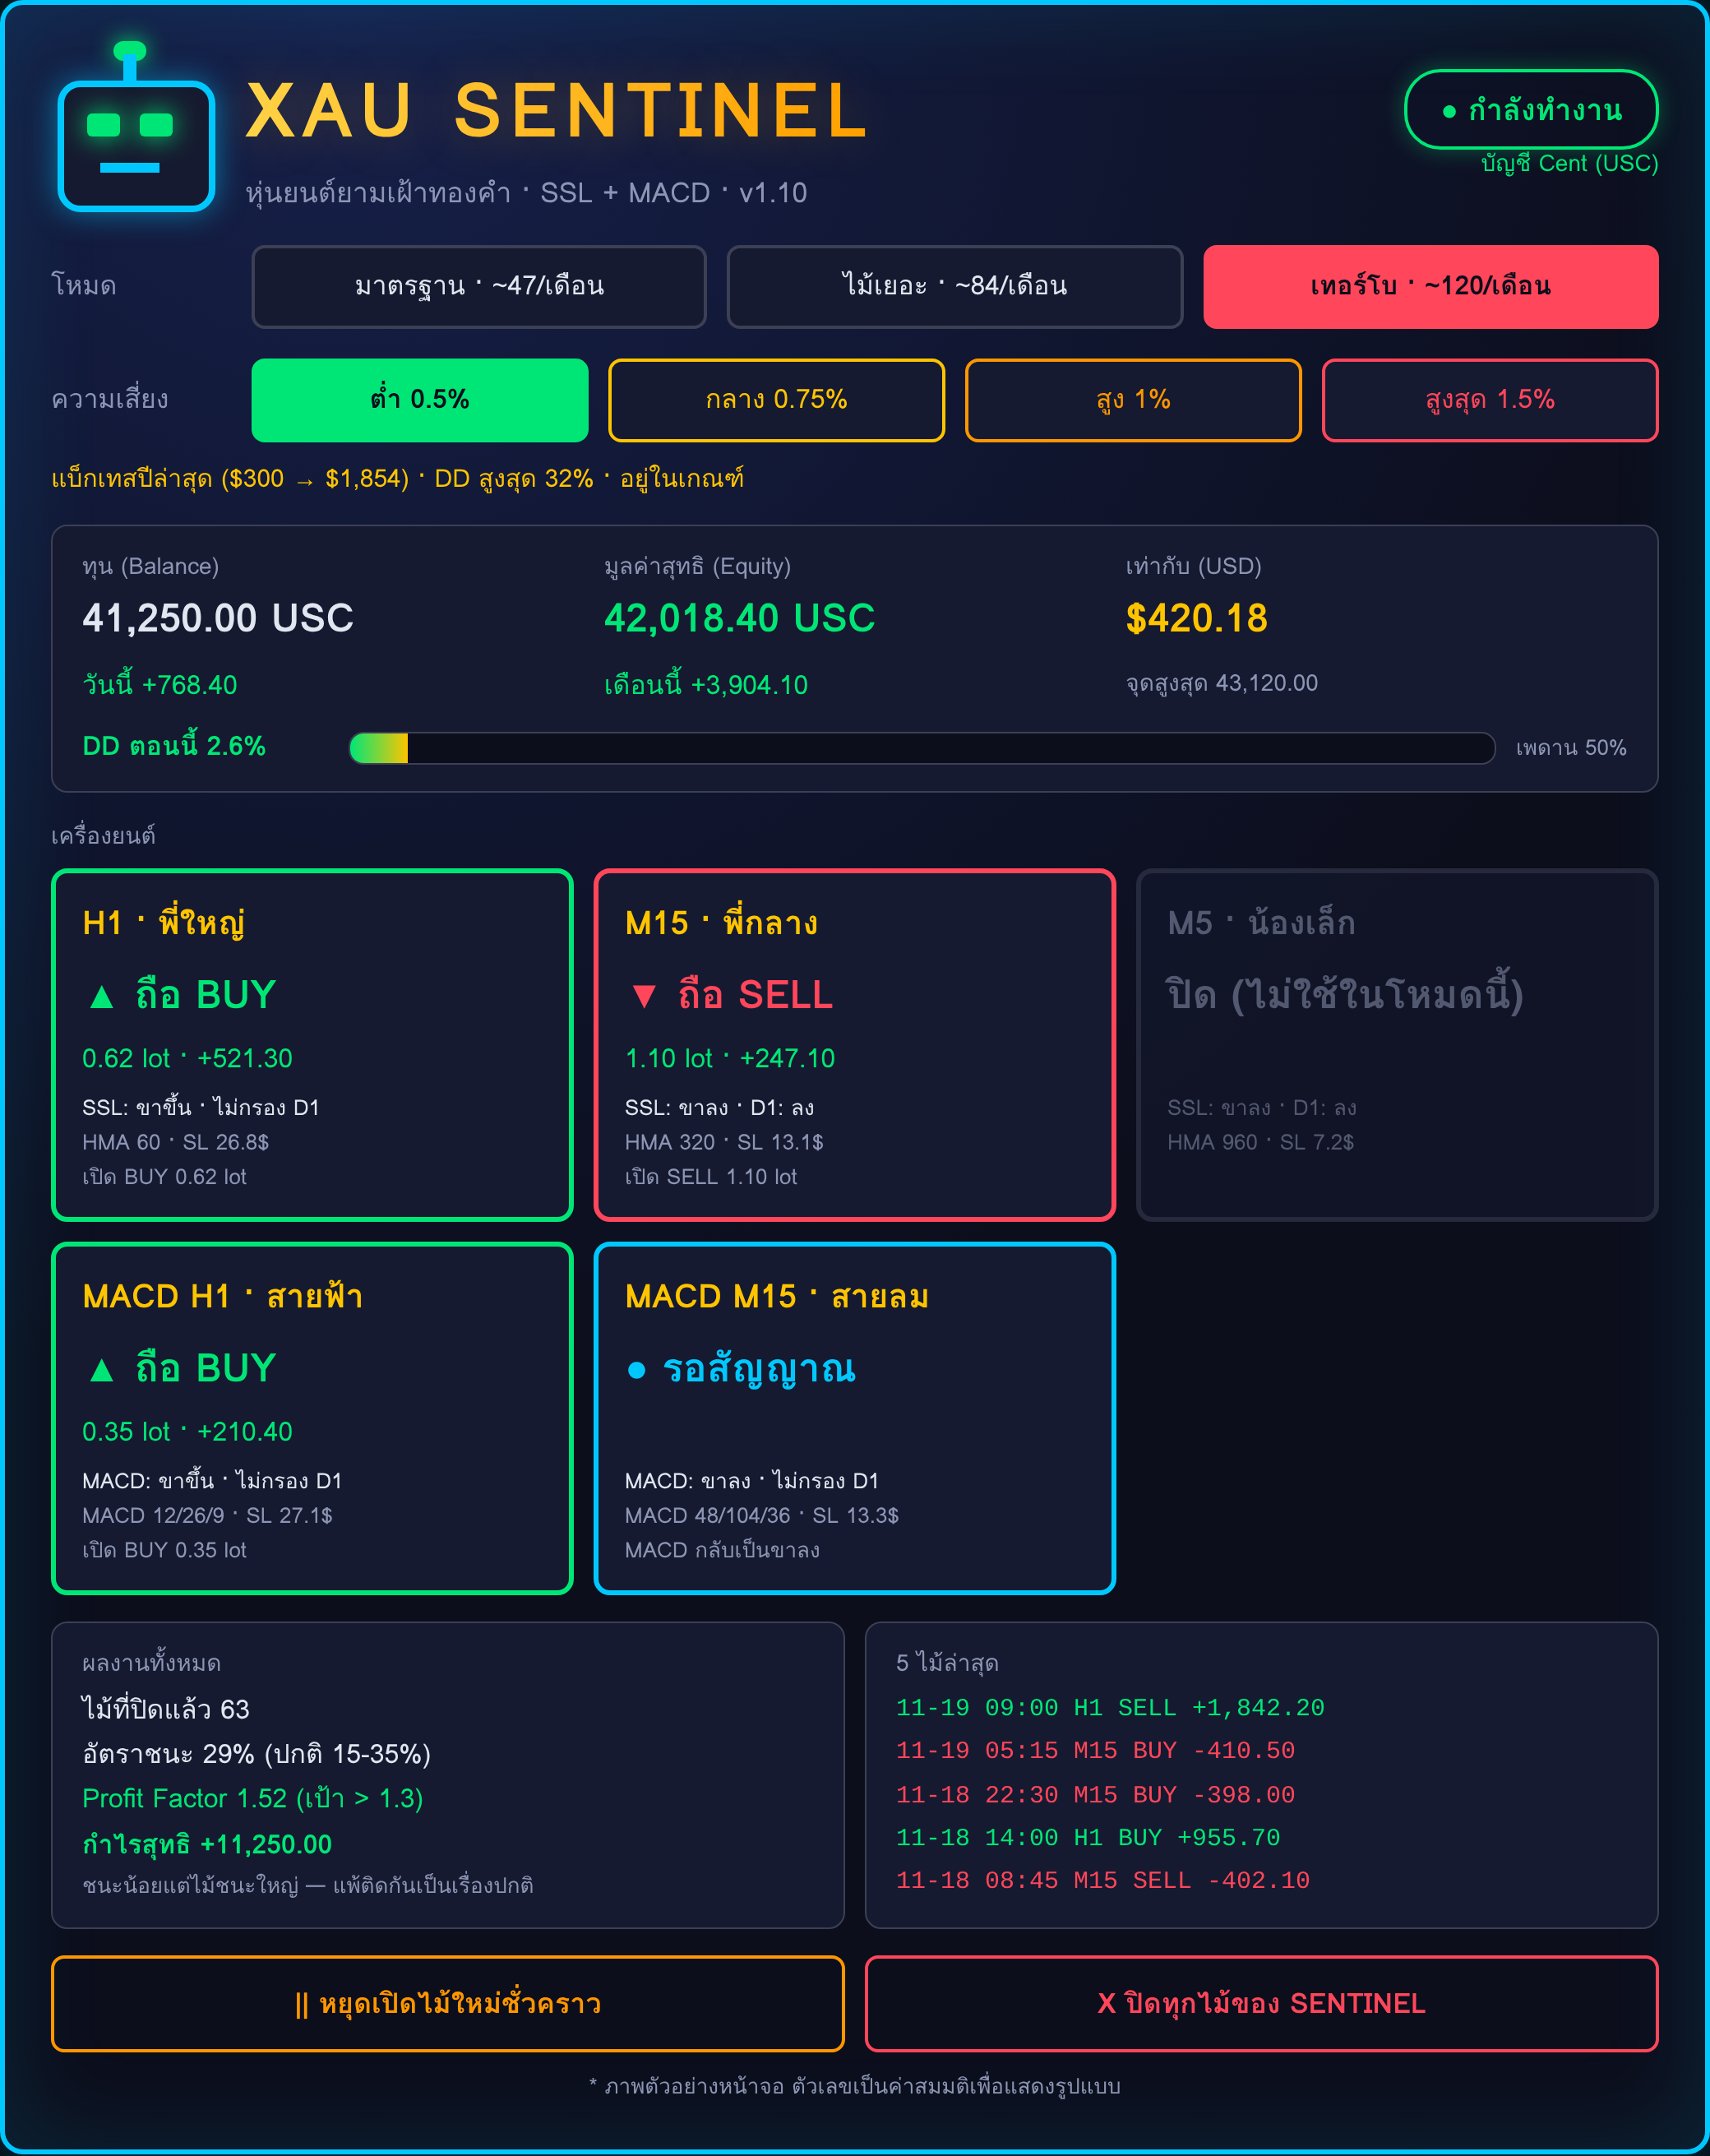 XAU SENTINEL
หุ่นยนต์ยามเฝ้าทองคำ · SSL + MACD · v1.10
● กำลังทำงาน
บัญชี Cent (USC)
โหมด
มาตรฐาน · ~47/เดือน
ไม้เยอะ · ~84/เดือน
เทอร์โบ · ~120/เดือน
ความเสี่ยง
ต่ำ 0.5%
กลาง 0.75%
สูง 1%
สูงสุด 1.5%
แบ็กเทสปีล่าสุด ($300 → $1,854) · DD สูงสุด 32% · อยู่ในเกณฑ์
ทุน (Balance)
41,250.00 USC
วันนี้ +768.40
มูลค่าสุทธิ (Equity)
42,018.40 USC
เดือนนี้ +3,904.10
เท่ากับ (USD)
$420.18
จุดสูงสุด 43,120.00
DD ตอนนี้ 2.6%
เพดาน 50%
เครื่องยนต์
H1 · พี่ใหญ่
▲ ถือ BUY
0.62 lot · +521.30
SSL: ขาขึ้น · ไม่กรอง D1
HMA 60 · SL 26.8$
เปิด BUY 0.62 lot
M15 · พี่กลาง
▼ ถือ SELL
1.10 lot · +247.10
SSL: ขาลง · D1: ลง
HMA 320 · SL 13.1$
เปิด SELL 1.10 lot
M5 · น้องเล็ก
ปิด (ไม่ใช้ในโหมดนี้)
SSL: ขาลง · D1: ลง
HMA 960 · SL 7.2$
MACD H1 · สายฟ้า
▲ ถือ BUY
0.35 lot · +210.40
MACD: ขาขึ้น · ไม่กรอง D1
MACD 12/26/9 · SL 27.1$
เปิด BUY 0.35 lot
MACD M15 · สายลม
● รอสัญญาณ
MACD: ขาลง · ไม่กรอง D1
MACD 48/104/36 · SL 13.3$
MACD กลับเป็นขาลง
ผลงานทั้งหมด
ไม้ที่ปิดแล้ว 63
อัตราชนะ 29% (ปกติ 15-35%)
Profit Factor 1.52 (เป้า > 1.3)
กำไรสุทธิ +11,250.00
ชนะน้อยแต่ไม้ชนะใหญ่ — แพ้ติดกันเป็นเรื่องปกติ
5 ไม้ล่าสุด
11-19 09:00 H1 SELL +1,842.20
11-19 05:15 M15 BUY -410.50
11-18 22:30 M15 BUY -398.00
11-18 14:00 H1 BUY +955.70
11-18 08:45 M15 SELL -402.10
|| หยุดเปิดไม้ใหม่ชั่วคราว
X ปิดทุกไม้ของ SENTINEL
* ภาพตัวอย่างหน้าจอ ตัวเลขเป็นค่าสมมติเพื่อแสดงรูปแบบ